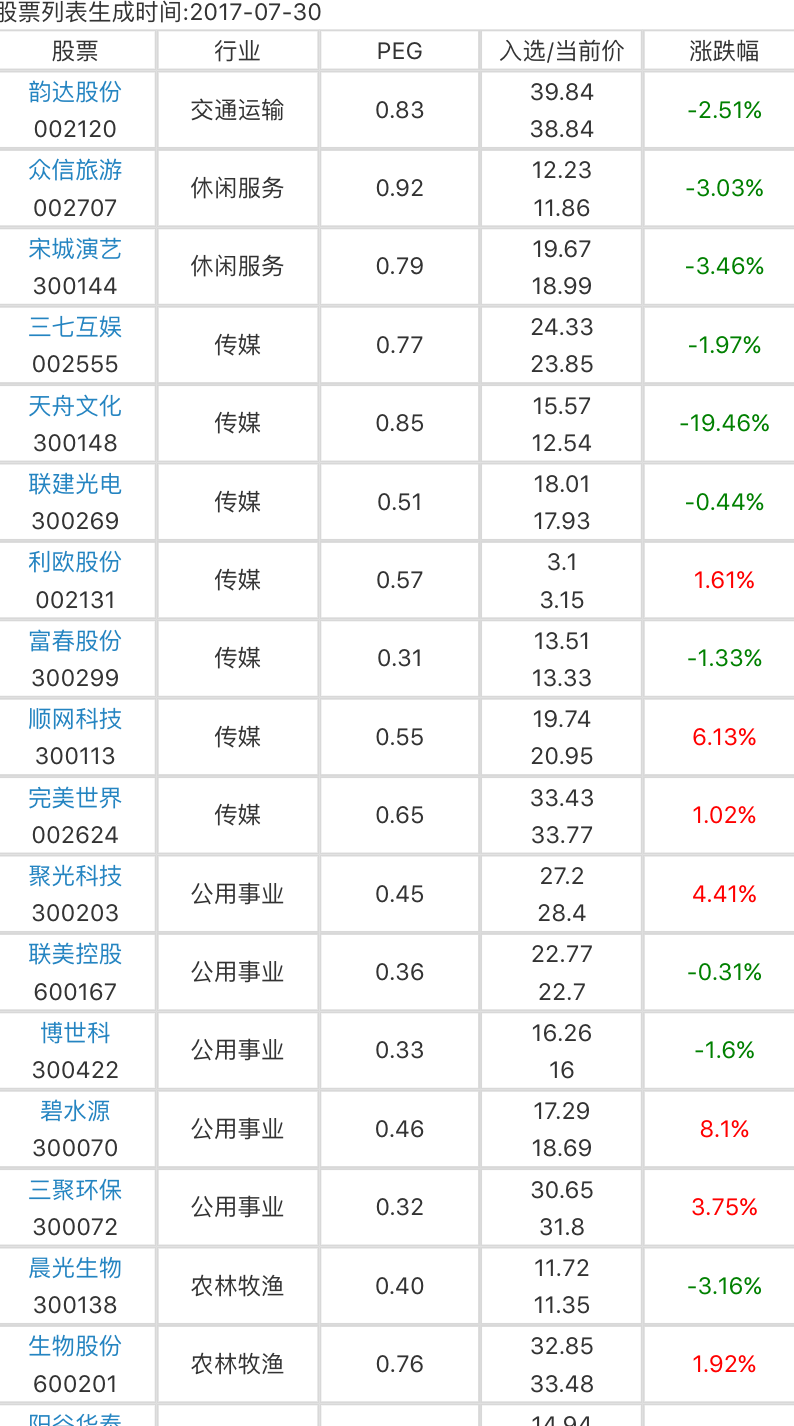 股票列表生成时间:2017-07-30
股票 行业 PEG 入选/当前价 涨跌幅
韵达股份 002120 交通运输 0.83 39.84 38.84 -2.51%
众信旅游 002707 休闲服务 0.92 12.23 11.86 -3.03%
宋城演艺 300144 休闲服务 0.79 19.67 18.99 -3.46%
三七互娱 002555 传媒 0.77 24.33 23.85 -1.97%
天舟文化 300148 传媒 0.85 15.57 12.54 -19.46%
联建光电 300269 传媒 0.51 18.01 17.93 -0.44%
利欧股份 002131 传媒 0.57 3.1 3.15 1.61%
富春股份 300299 传媒 0.31 13.51 13.33 -1.33%
顺网科技 300113 传媒 0.55 19.74 20.95 6.13%
完美世界 002624 传媒 0.65 33.43 33.77 1.02%
聚光科技 300203 公用事业 0.45 27.2 28.4 4.41%
联美控股 600167 公用事业 0.36 22.77 22.7 -0.31%
博世科 300422 公用事业 0.33 16.26 16 -1.6%
碧水源 300070 公用事业 0.46 17.29 18.69 8.1%
三聚环保 300072 公用事业 0.32 30.65 31.8 3.75%
晨光生物 300138 农林牧渔 0.40 11.72 11.35 -3.16%
生物股份 600201 农林牧渔 0.76 32.85 33.48 1.92%
阳谷华泰 14.94